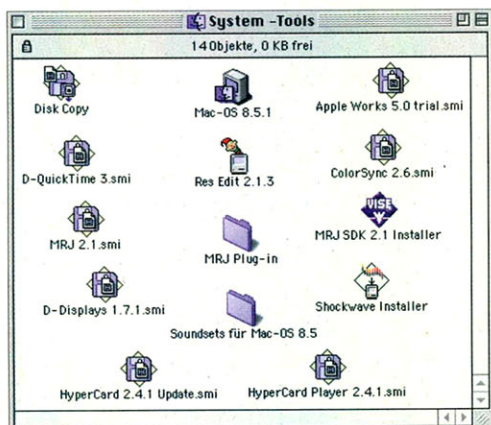 System -Tools
14 Objekte, 0 KB frei
Disk Copy
Mac-OS 8.5.1
Apple Works 5.0 trial.smi
D-QuickTime 3.smi
Res Edit 2.1.3
ColorSync 2.6.smi
MRJ 2.1.smi
MRJ Plug-in
VISE
MRJ SDK 2.1 Installer
D-Displays 1.7.1.smi
Soundsets für Mac-OS 8.5
Shockwave Installer
HyperCard 2.4.1 Update.smi
HyperCard Player 2.4.1.smi